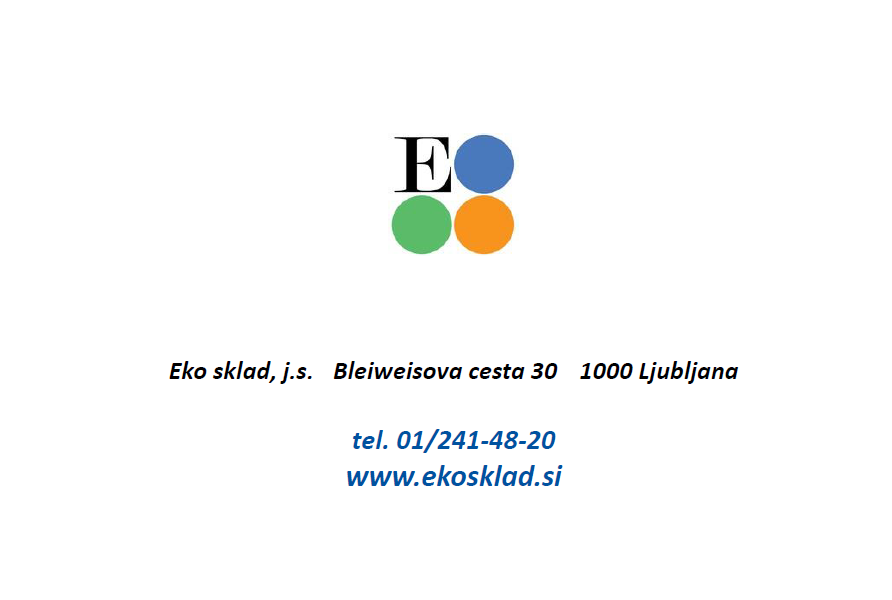 E
Eko sklad, j.s. Bleiweisova cesta 30 1000 Ljubljana
tel. 01/241-48-20
www.ekosklad.si